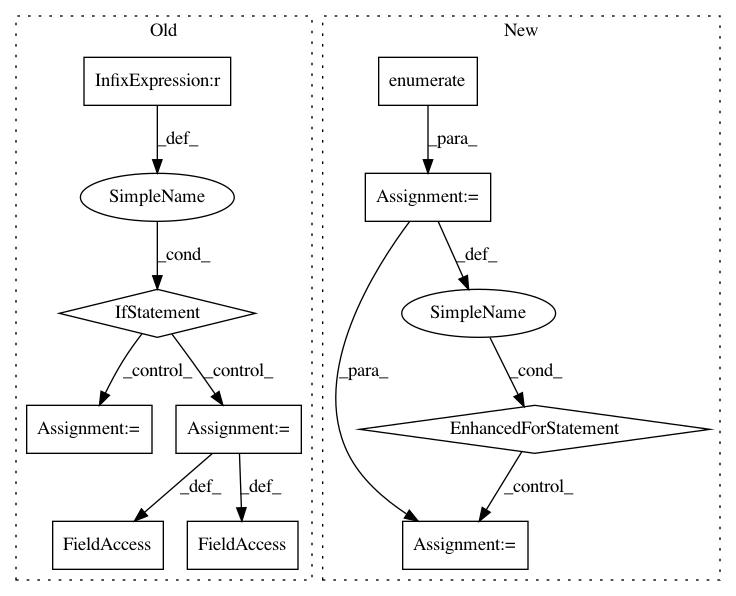 Old
New
InfixExpression:r
enumerate
_def_
_para_
SimpleName
Assignment:=
_cond_
_def_
IfStatement
SimpleName
_control_
_control_
_para_
_cond_
Assignment:=
Assignment:=
EnhancedForStatement
_def_
_def_
_control_
FieldAccess
FieldAccess
Assignment:=